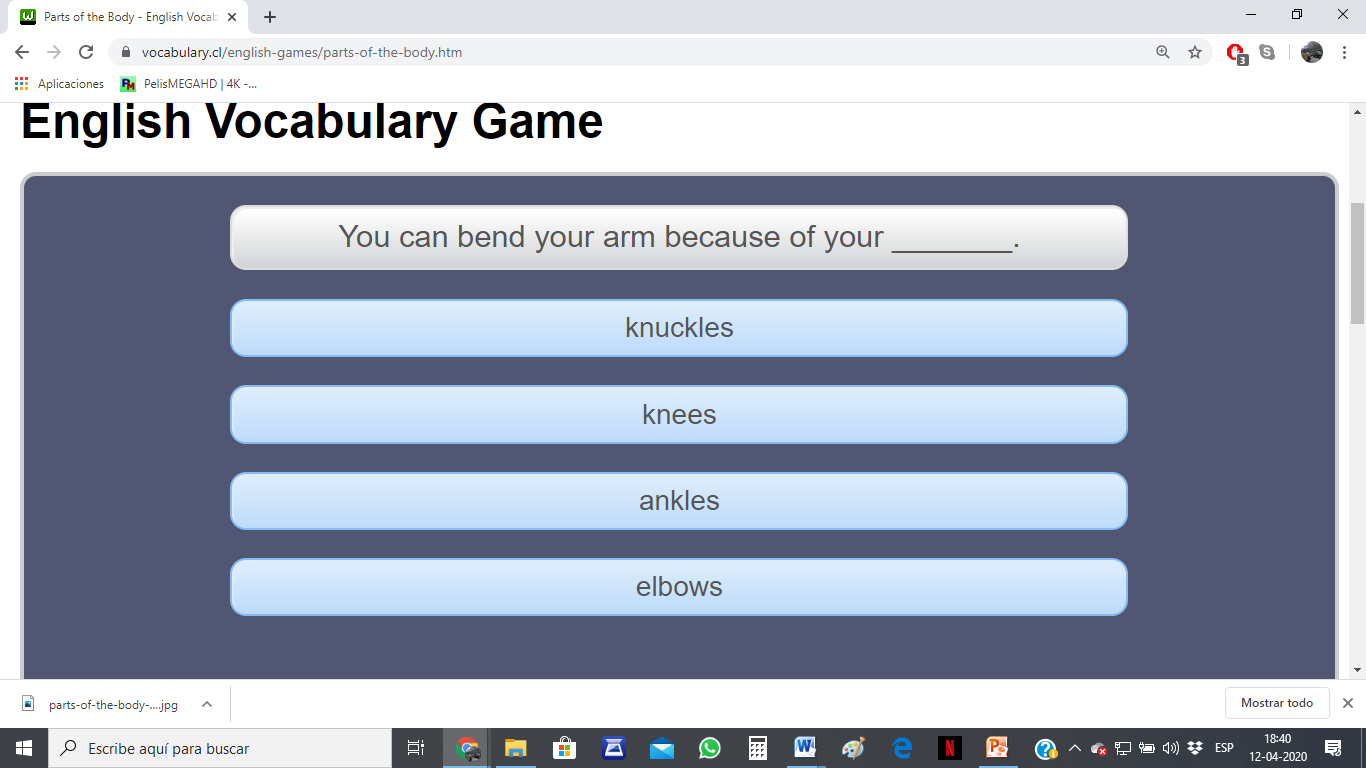 Parts of the Body - English Vocab
vocabulary.cl/english-games/parts-of-the-body.htm
3
Aplicaciones
PelisMEGAHD | 4K -...
English Vocabulary Game
You can bend your arm because of your _______.
knuckles
knees
ankles
elbows
parts-of-the-body-....jpg
Mostrar todo
Escribe aquí para buscar
ESP
18:40
12-04-2020